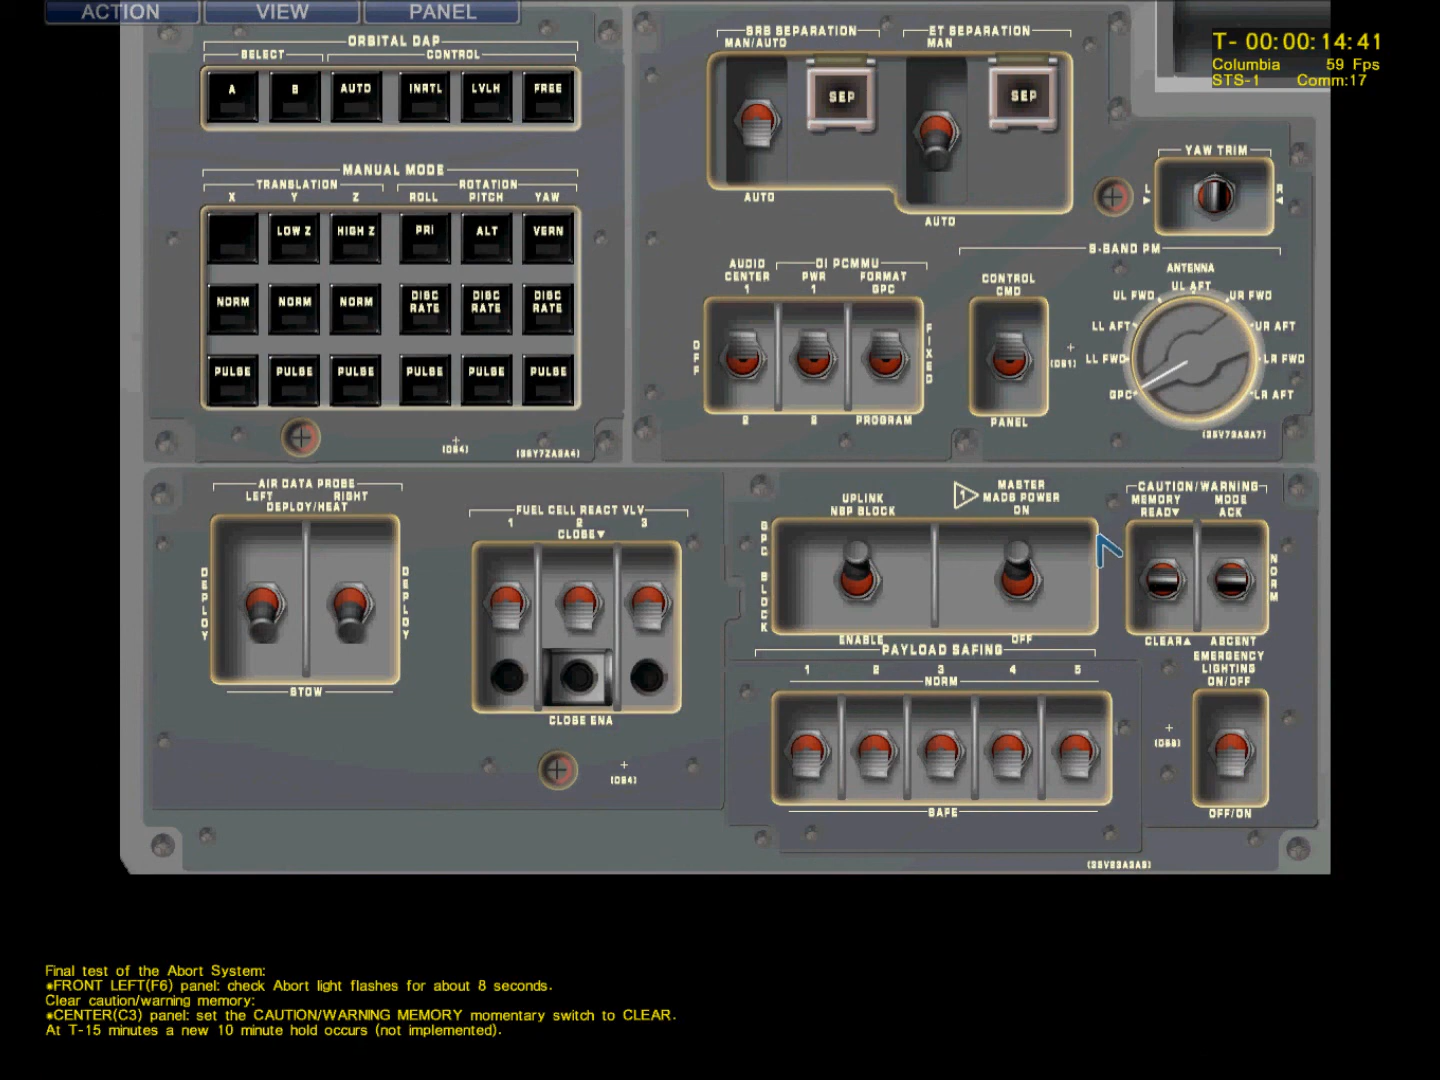 ACTION VIEW PANEL
T- 00:00:14:41
Columbia 59 Fps
STS-1 Comm:17
ORBITAL DAP
SELECT CONTROL
A B AUTO INRTL LVLH FREE
MANUAL MODE
TRANSLATION ROTATION
X Y Z ROLL PITCH YAW
LOW Z HIGH Z PRI ALT VERN
NORM NORM NORM DISC RATE DISC RATE DISC RATE
PULSE PULSE PULSE PULSE PULSE PULSE
SRB SEPARATION ET SEPARATION
MAN/AUTO MAN
SEP SEP
AUTO AUTO
YAW TRIM
L R
S-BAND PM
AUDIO CENTER OI PCMMU
PWR FORMAT
1 1 GPC
OFF FIXED
2 2 PROGRAM
CONTROL
CMD
PANEL
ANTENNA
UL AFT
UL FWD UR FWD
LL AFT UR AFT
LL FWD LR FWD
GPC LR AFT
AIR DATA PROBE
LEFT RIGHT
DEPLOY/HEAT
DEPLOY DEPLOY
STOW
FUEL CELL REACT VLV
1 2 3
CLOSE▼
CLOSE ENA
UPLINK
NSP BLOCK
GPC BLOCK
ENABLE
1 MASTER
MADS POWER
ON
OFF
CAUTION/WARNING
MEMORY MODE
READ▼ ACK
NORM
CLEAR▲ ASCENT
PAYLOAD SAFING
1 2 3 4 5
NORM
SAFE
EMERGENCY
LIGHTING
ON/OFF
OFF/ON
Final test of the Abort System:
*FRONT LEFT(F6) panel: check Abort light flashes for about 8 seconds.
Clear caution/warning memory:
*CENTER(C3) panel: set the CAUTION/WARNING MEMORY momentary switch to CLEAR.
At T-15 minutes a new 10 minute hold occurs (not implemented).